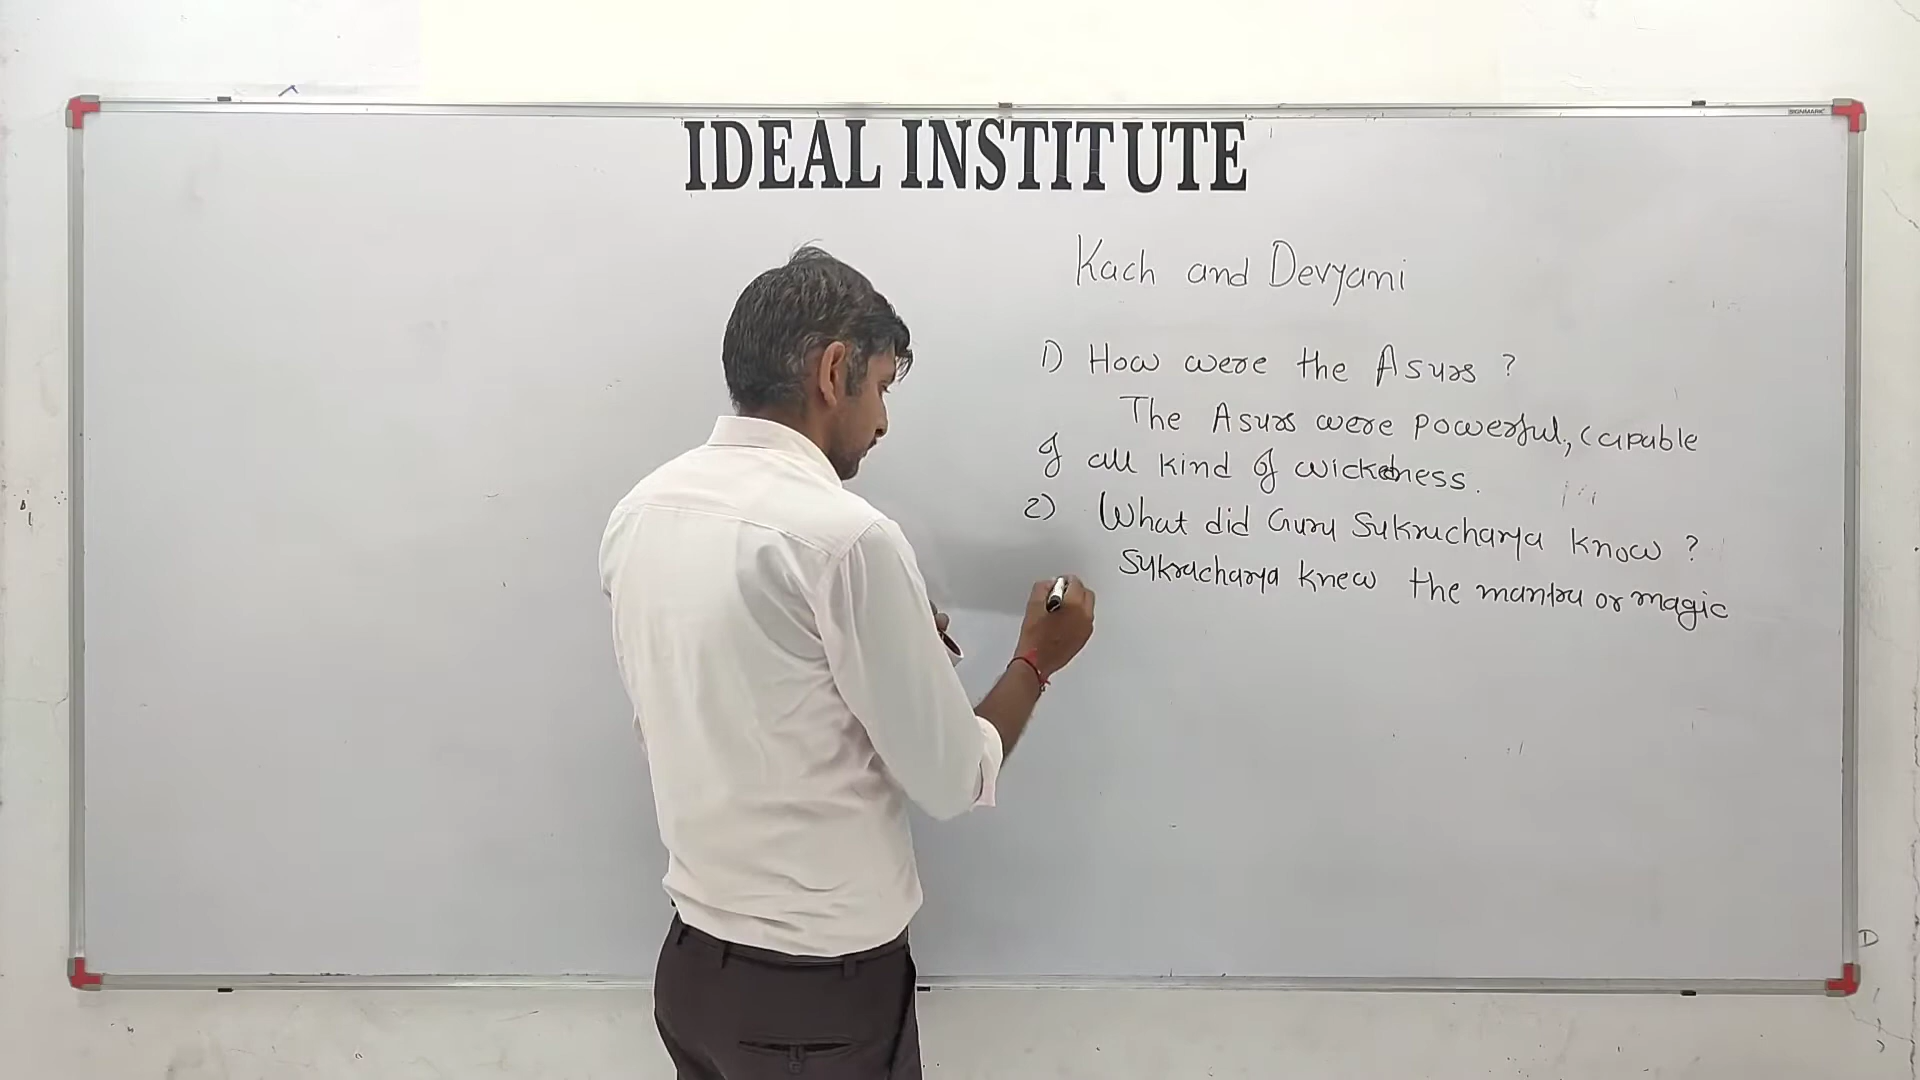 SIGNMARK
IDEAL INSTITUTE
Kach and Devyani
1) How were the Asurs ?
The Asurs were powerful, capable
of all kind of wickedness.
2) What did Guru Sukracharya know ?
Sukracharya knew the mantra or magic
D